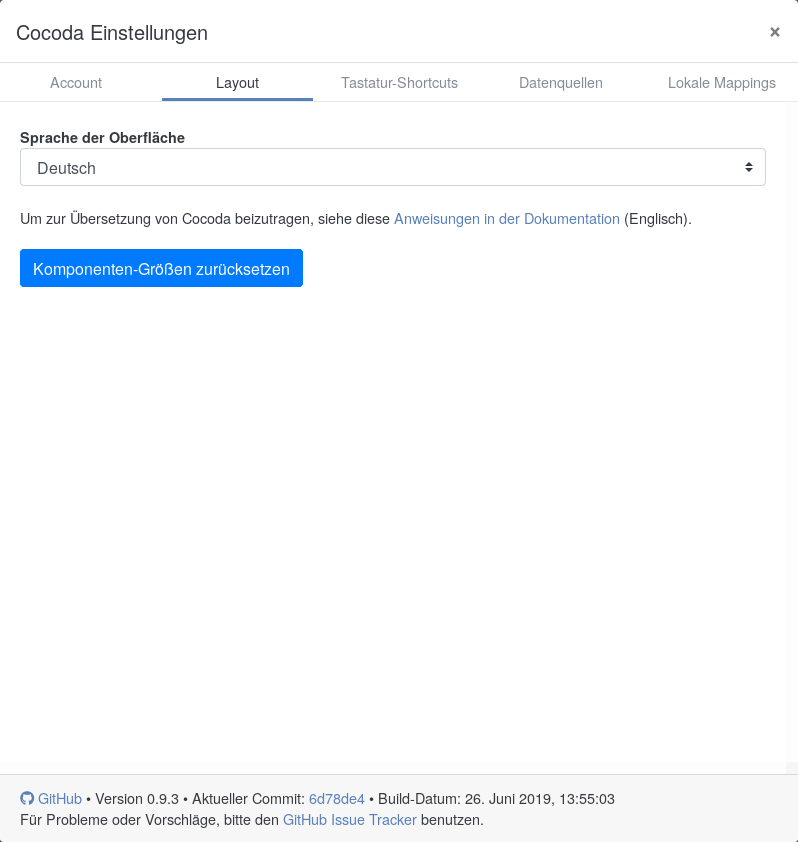 Cocoda Einstellungen ×
Account Layout Tastatur-Shortcuts Datenquellen Lokale Mappings
Sprache der Oberfläche
Deutsch
Um zur Übersetzung von Cocoda beizutragen, siehe diese Anweisungen in der Dokumentation (Englisch).
Komponenten-Größen zurücksetzen
GitHub • Version 0.9.3 • Aktueller Commit: 6d78de4 • Build-Datum: 26. Juni 2019, 13:55:03
Für Probleme oder Vorschläge, bitte den GitHub Issue Tracker benutzen.